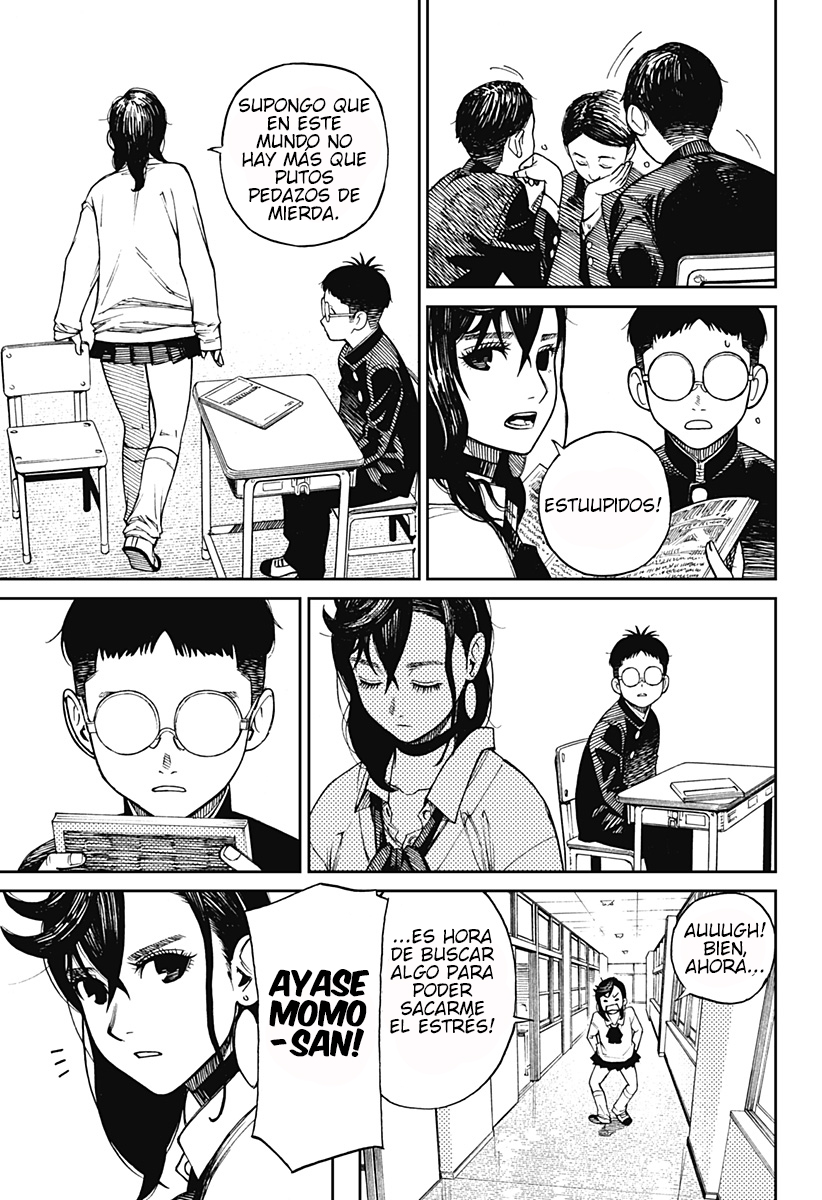 ESTUUPIDOS!
SUPONGO QUE
EN ESTE
MUNDO NO
HAY MÁS QUE
PUTOS
PEDAZOS DE
MIERDA.
AUUUGH!
BIEN,
AHORA...
...ES HORA
DE BUSCAR
ALGO PARA
PODER
SACARME
EL ESTRÉS!
AYASE
MOMO
-SAN!